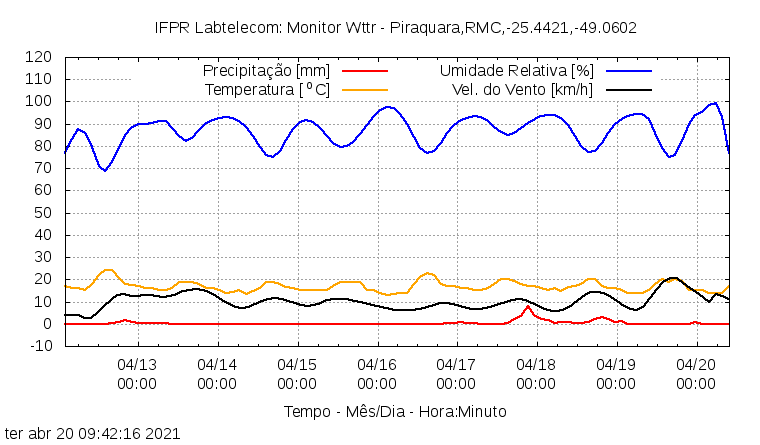 IFPR Labtelecom: Monitor Wttr - Piraquara,RMC,-25.4421,-49.0602
Precipitação [mm]
Umidade Relativa [%]
Temperatura [⁰C]
Vel. do Vento [km/h]
120
110
100
90
80
70
60
50
40
30
20
10
0
-10
04/13 04/14 04/15 04/16 04/17 04/18 04/19 04/20
00:00 00:00 00:00 00:00 00:00 00:00 00:00 00:00
Tempo - Mês/Dia - Hora:Minuto
ter abr 20 09:42:16 2021